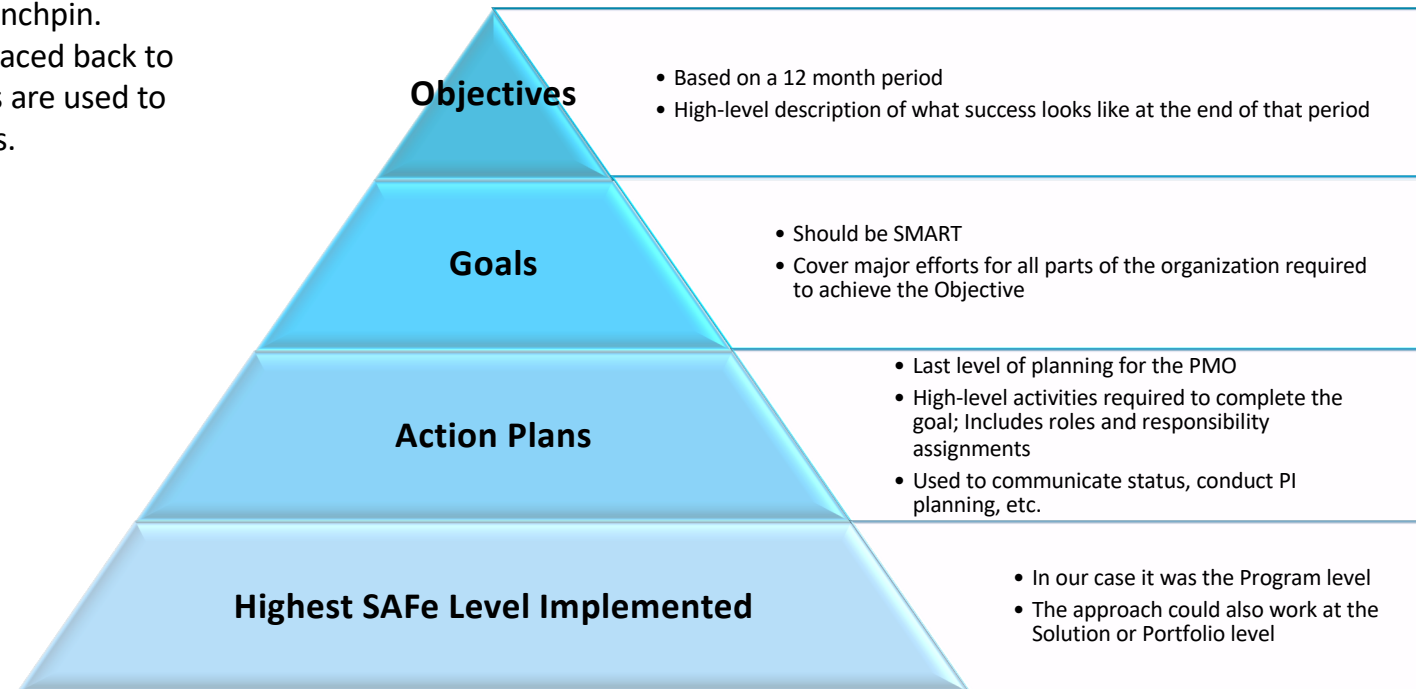 nchpin.
aced back to
s are used to
s.
Objectives
• Based on a 12 month period
• High-level description of what success looks like at the end of that period
Goals
• Should be SMART
• Cover major efforts for all parts of the organization required
to achieve the Objective
Action Plans
• Last level of planning for the PMO
• High-level activities required to complete the
goal; Includes roles and responsibility
assignments
• Used to communicate status, conduct PI
planning, etc.
Highest SAFe Level Implemented
• In our case it was the Program level
• The approach could also work at the
Solution or Portfolio level